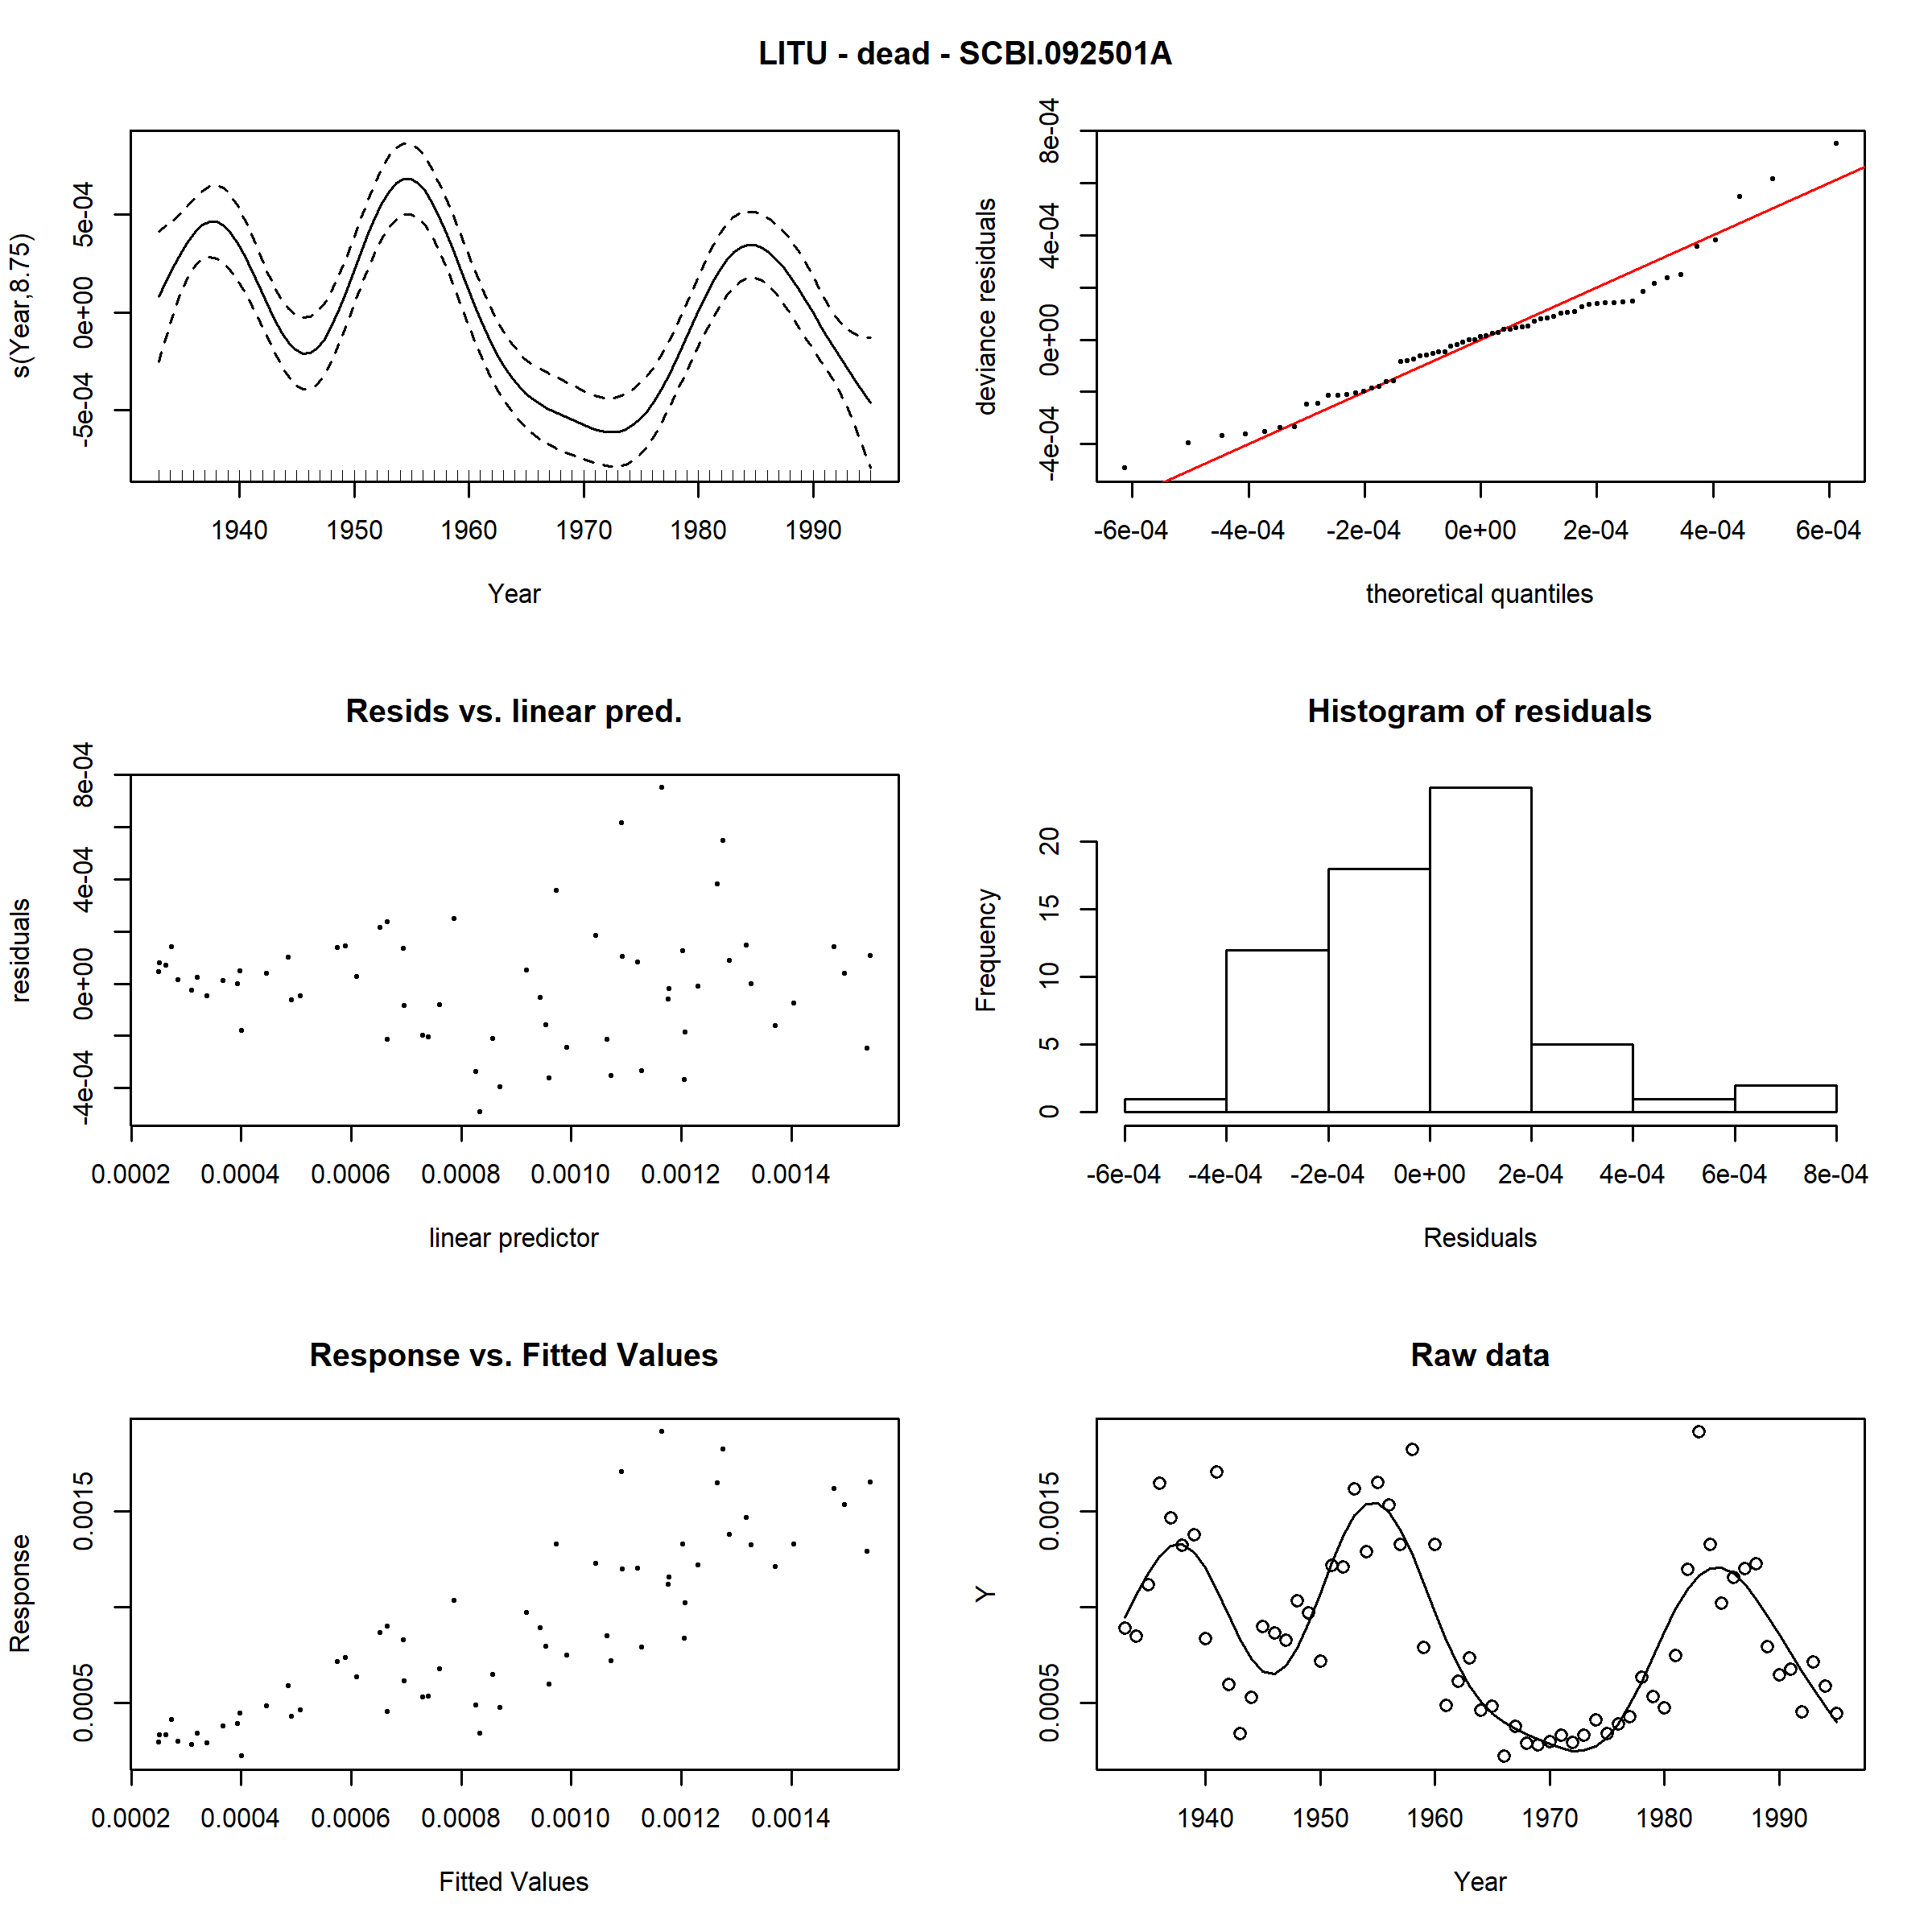 LITU - dead - SCBI.092501A
s(Year,8.75)
-5e-04 0e+00 5e-04
1940 1950 1960 1970 1980 1990
Year
deviance residuals
-4e-04 0e+00 4e-04 8e-04
-6e-04 -4e-04 -2e-04 0e+00 2e-04 4e-04 6e-04
theoretical quantiles
Resids vs. linear pred.
residuals
-4e-04 0e+00 4e-04 8e-04
0.0002 0.0004 0.0006 0.0008 0.0010 0.0012 0.0014
linear predictor
Histogram of residuals
Frequency
0 5 10 15 20
-6e-04 -4e-04 -2e-04 0e+00 2e-04 4e-04 6e-04 8e-04
Residuals
Response vs. Fitted Values
Response
0.0005 0.0015
0.0002 0.0004 0.0006 0.0008 0.0010 0.0012 0.0014
Fitted Values
Raw data
Y
0.0005 0.0015
1940 1950 1960 1970 1980 1990
Year